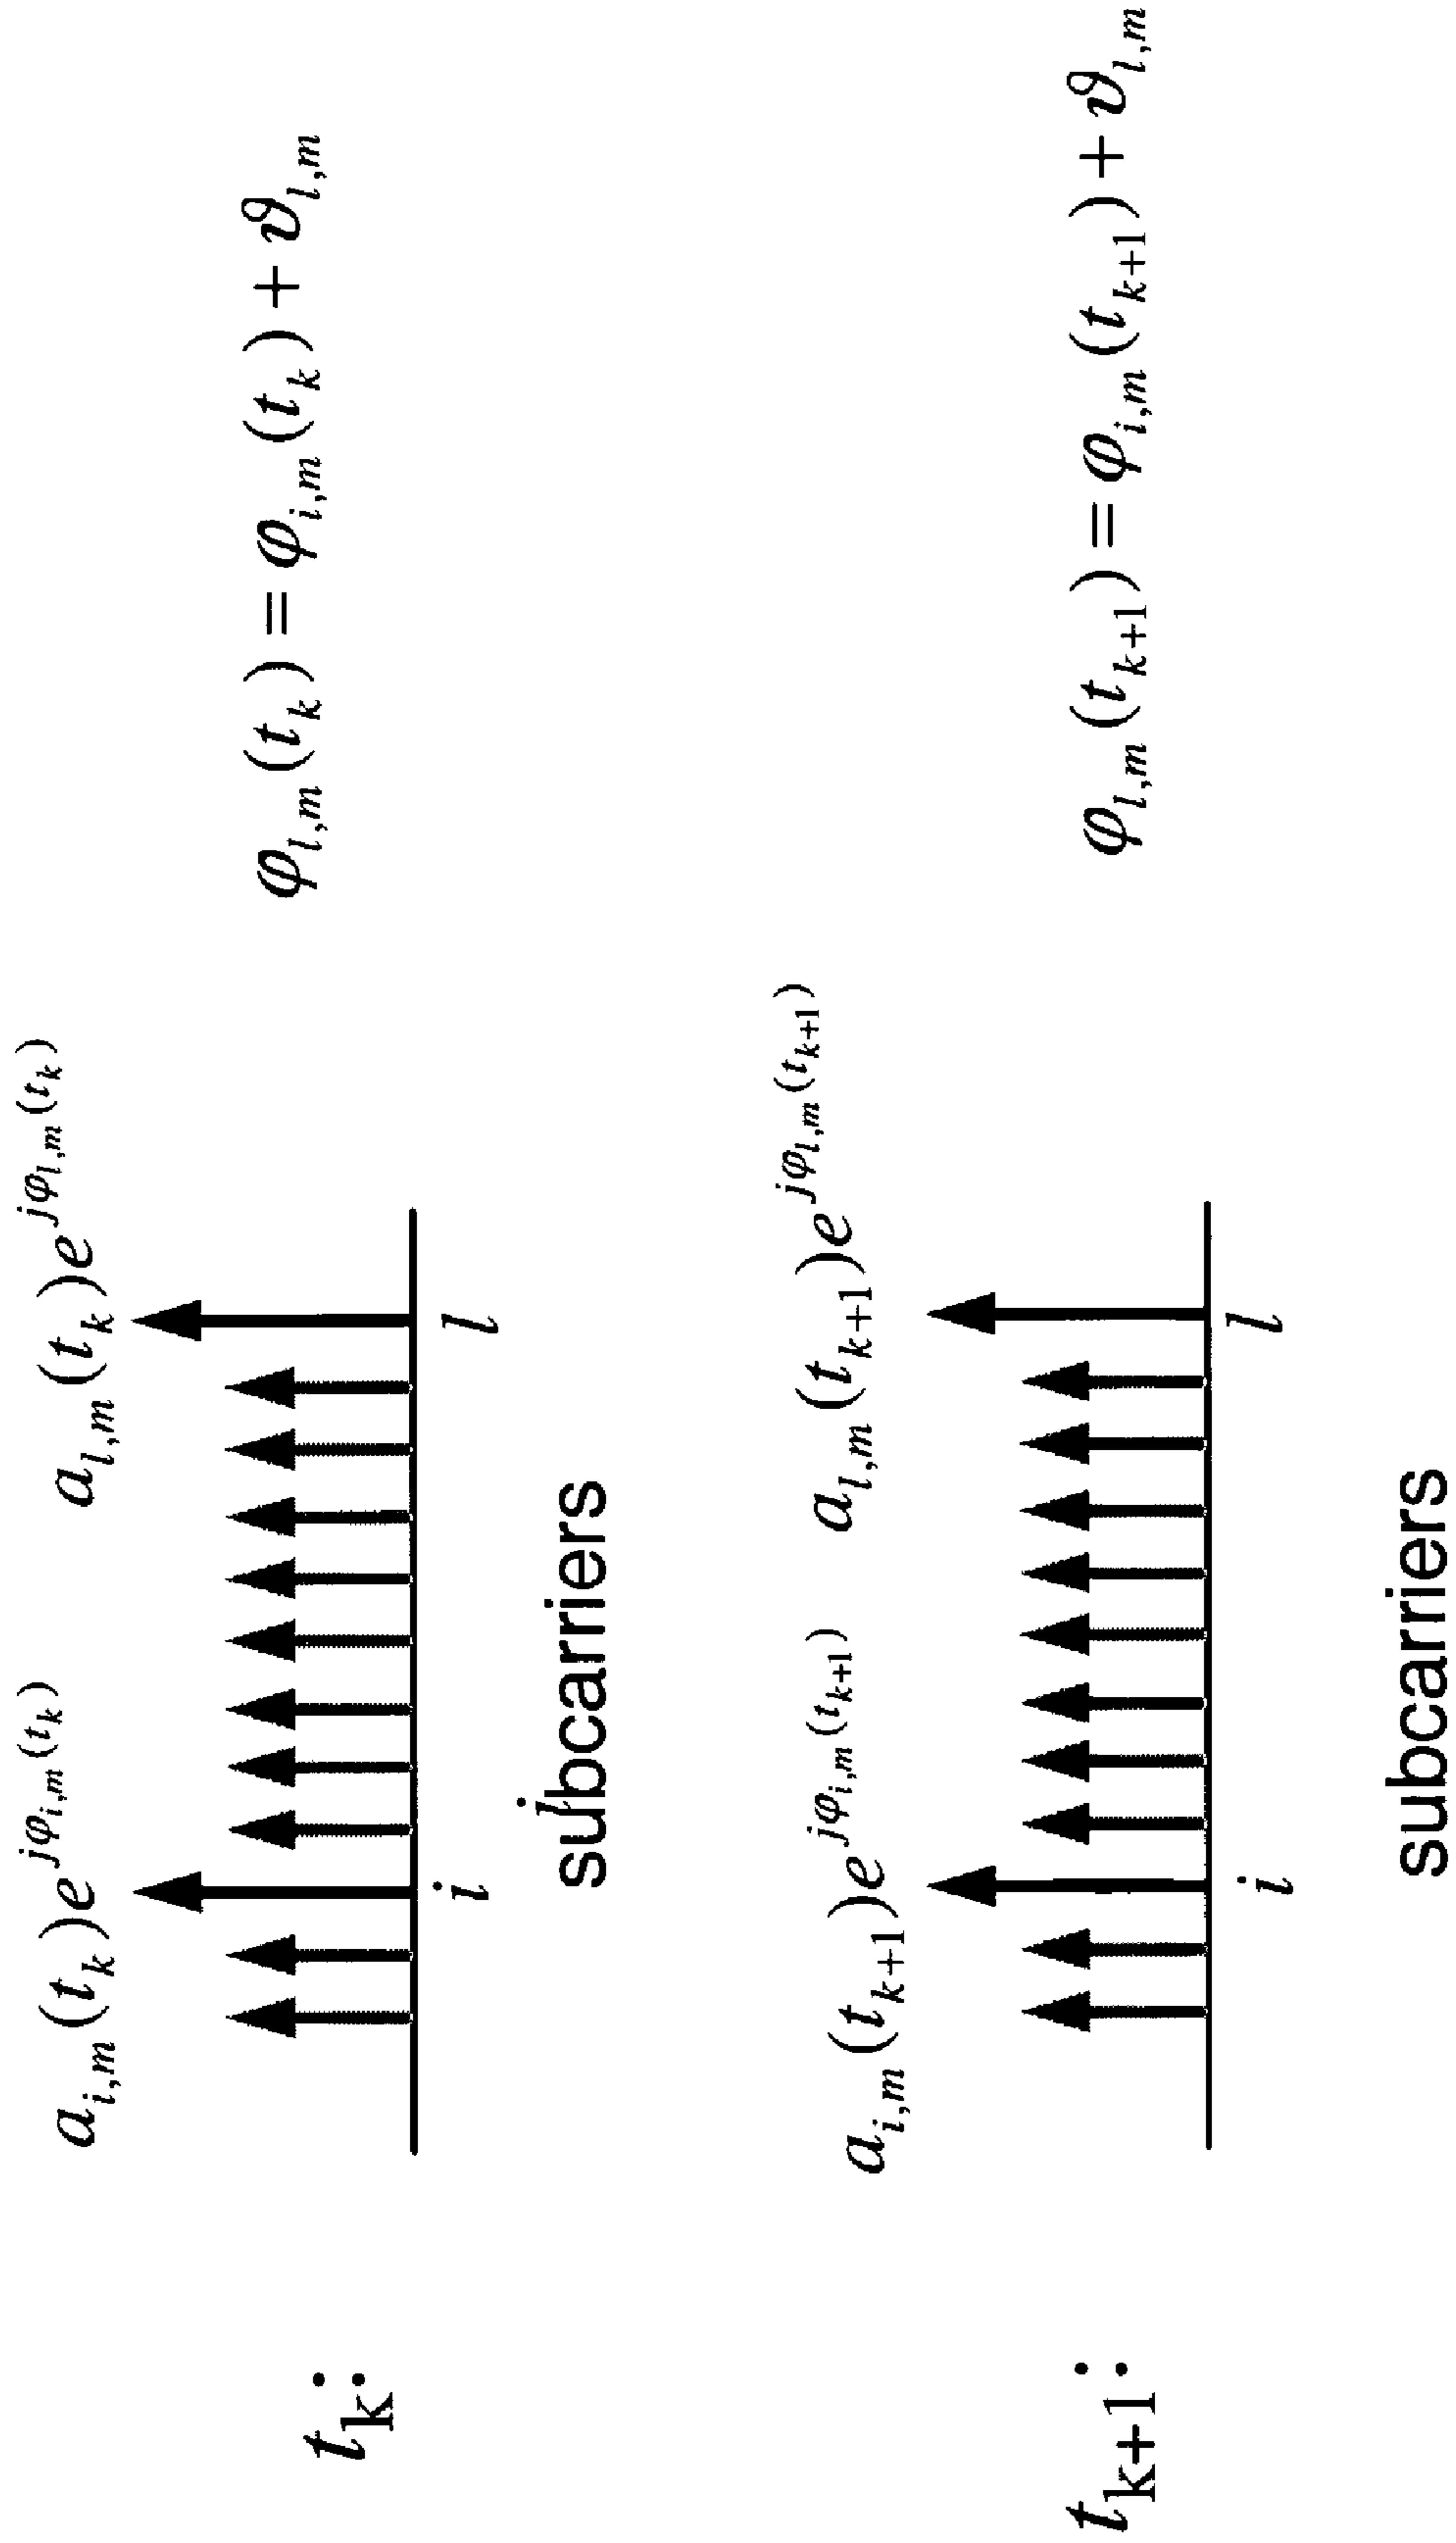 t_k:
a_{i,m}(t_k)e^{jφ_{i,m}(t_k)}
a_{l,m}(t_k)e^{jφ_{l,m}(t_k)}
i
l
subcarriers
φ_{l,m}(t_k) = φ_{i,m}(t_k) + ϑ_{l,m}
t_{k+1}:
a_{i,m}(t_{k+1})e^{jφ_{i,m}(t_{k+1})}
a_{l,m}(t_{k+1})e^{jφ_{l,m}(t_{k+1})}
i
l
subcarriers
φ_{l,m}(t_{k+1}) = φ_{i,m}(t_{k+1}) + ϑ_{l,m}